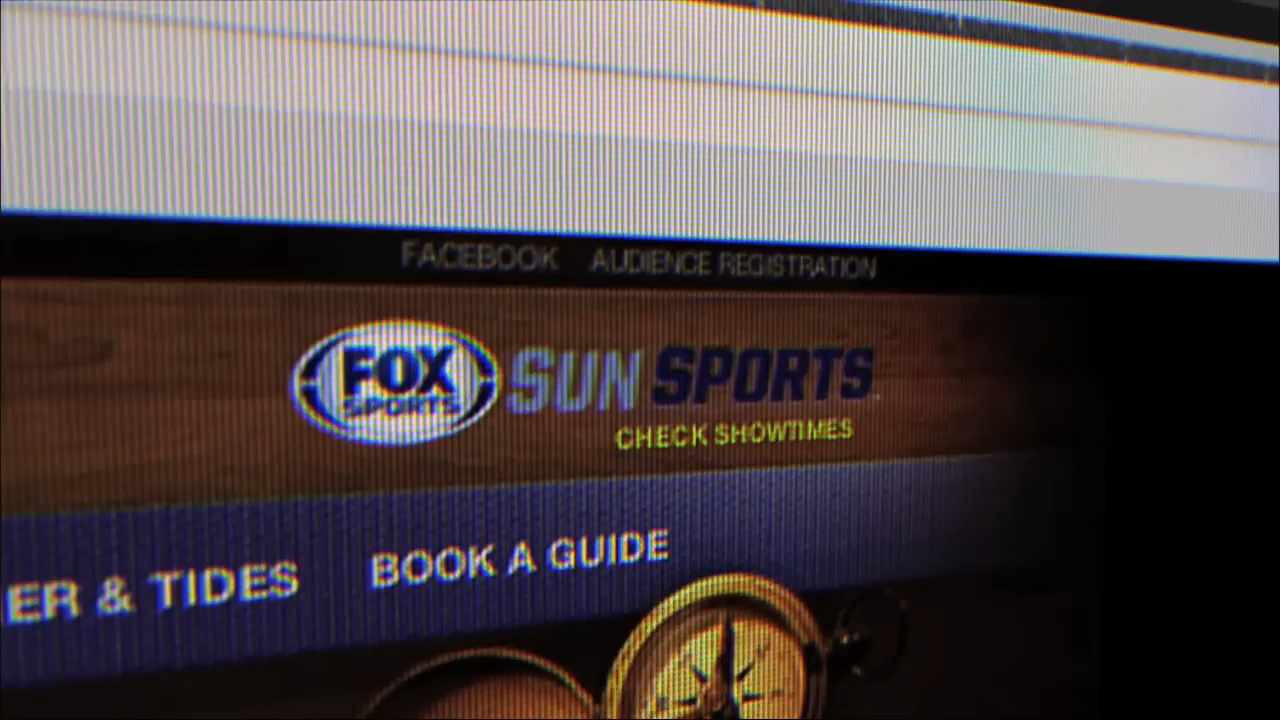 FACEBOOK AUDIENCE REGISTRATION
FOX
SPORTS
SUN SPORTS
CHECK SHOWTIMES
ER & TIDES BOOK A GUIDE